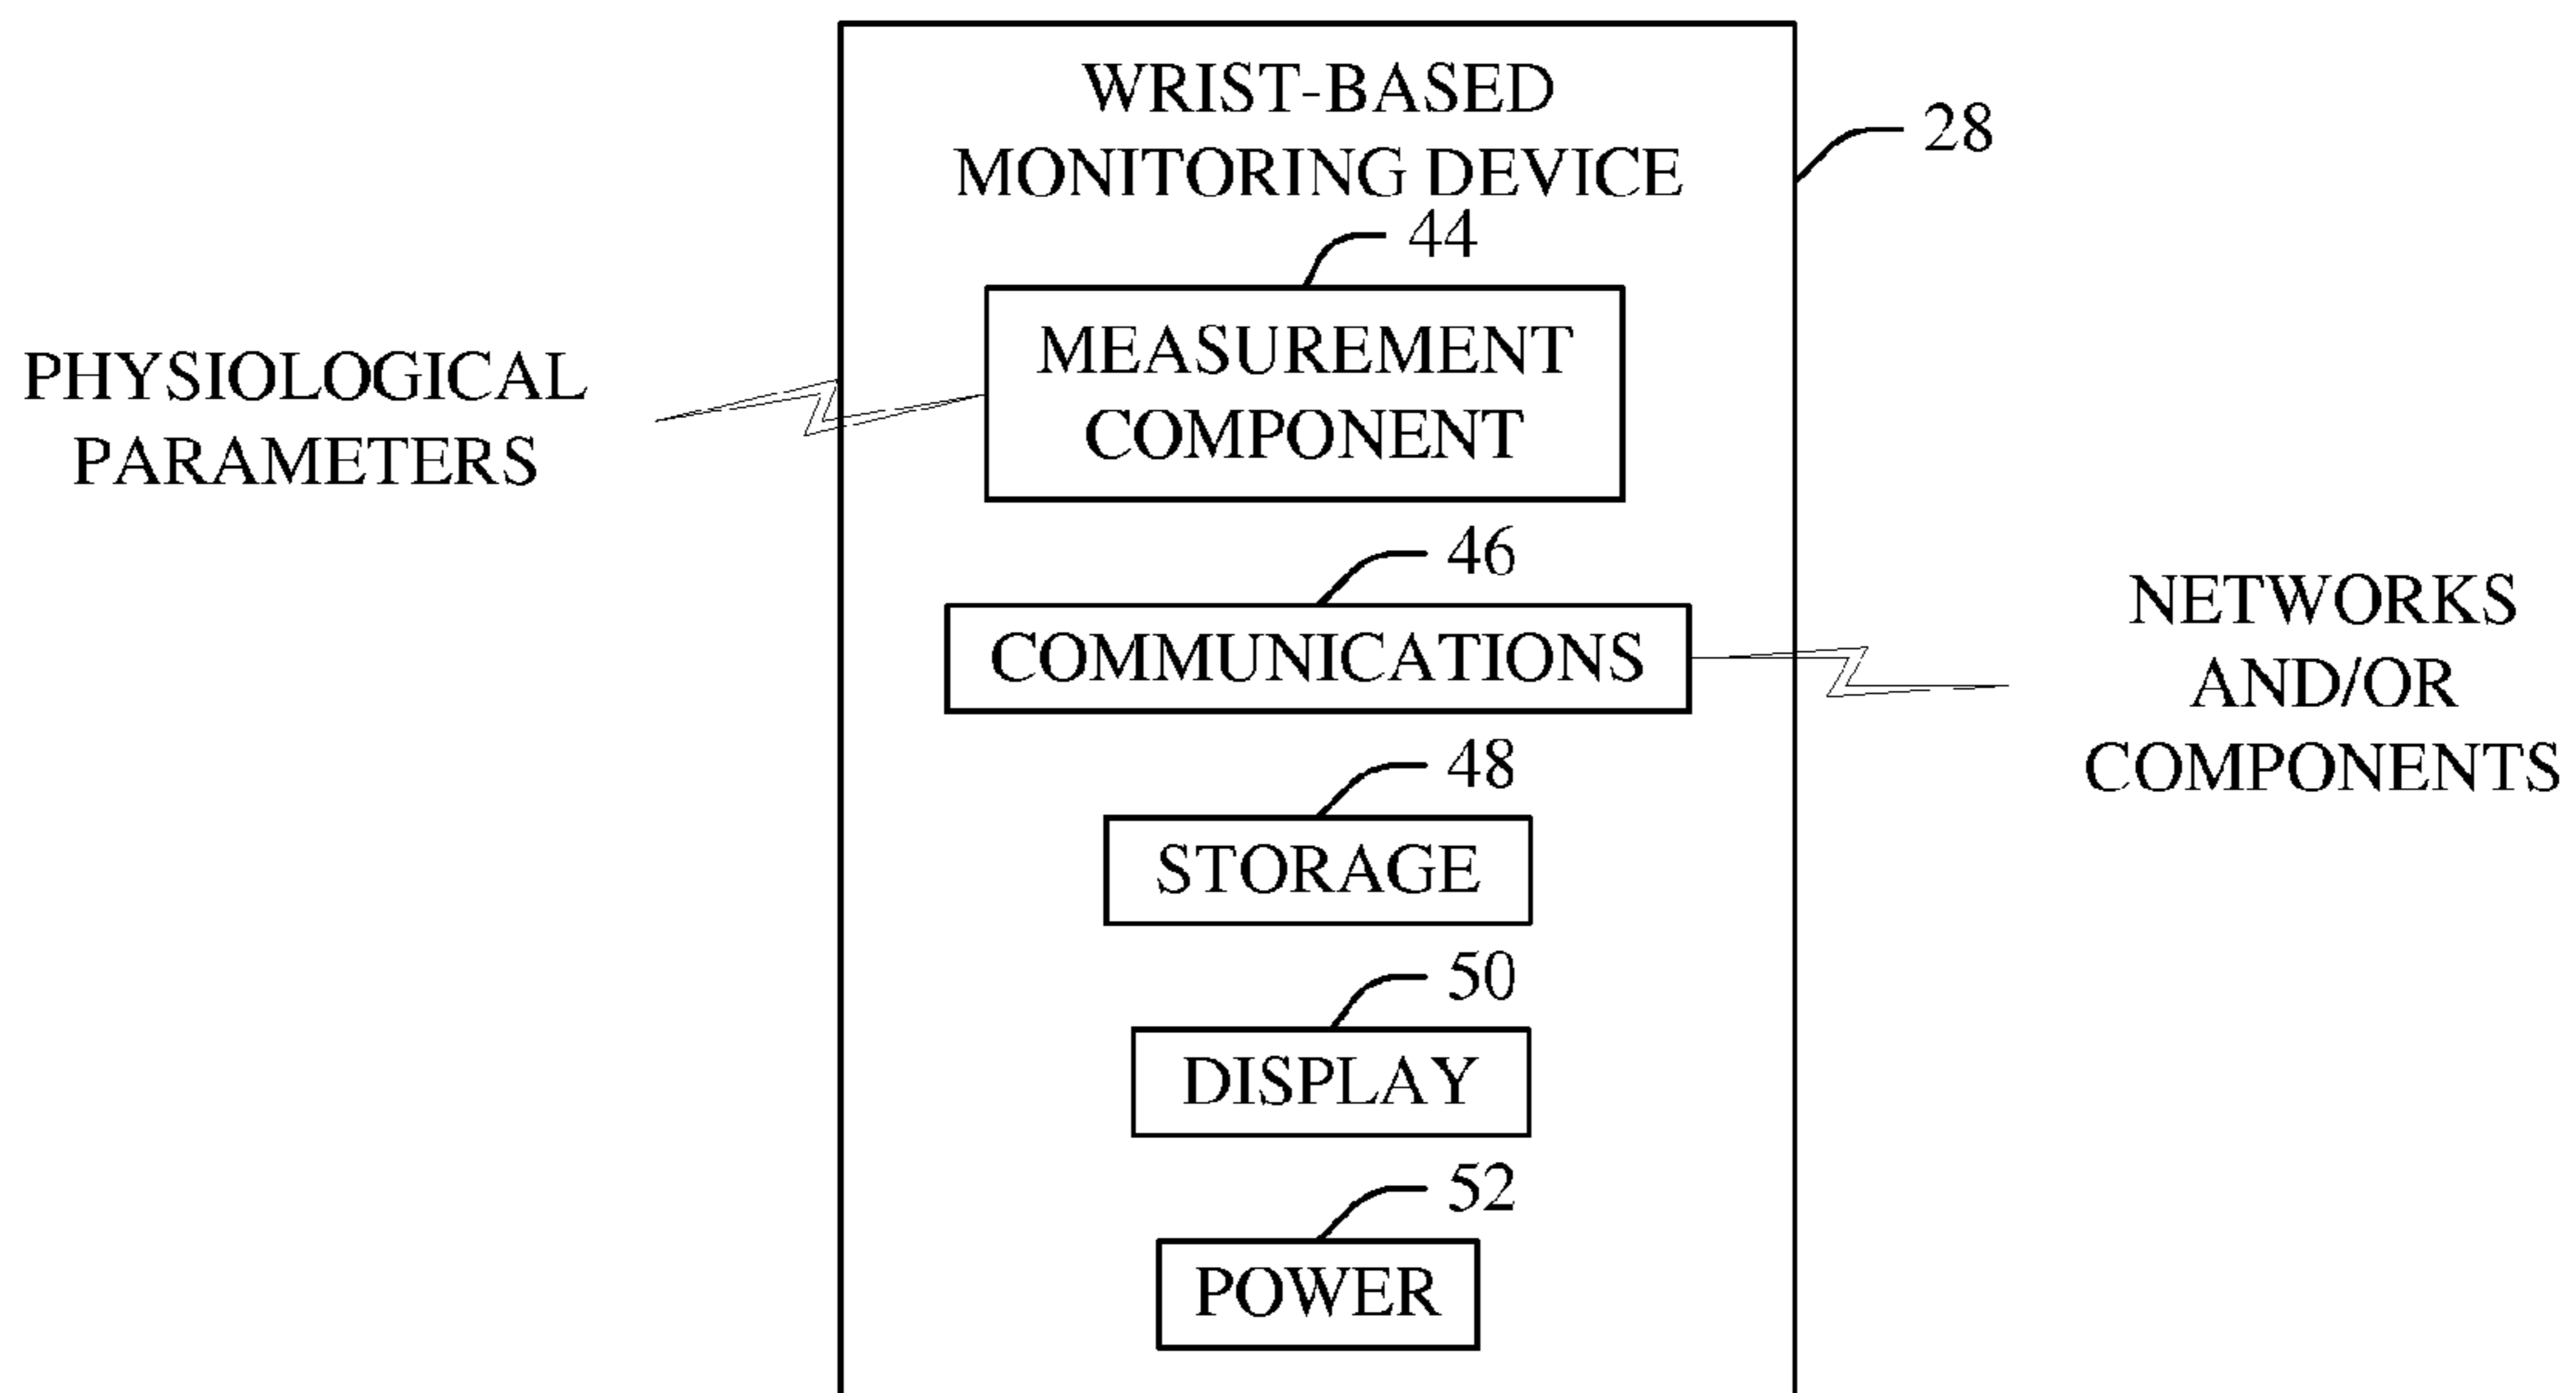 WRIST-BASED
MONITORING DEVICE
28
44
MEASUREMENT
COMPONENT
PHYSIOLOGICAL
PARAMETERS
46
COMMUNICATIONS
NETWORKS
AND/OR
COMPONENTS
48
STORAGE
50
DISPLAY
52
POWER